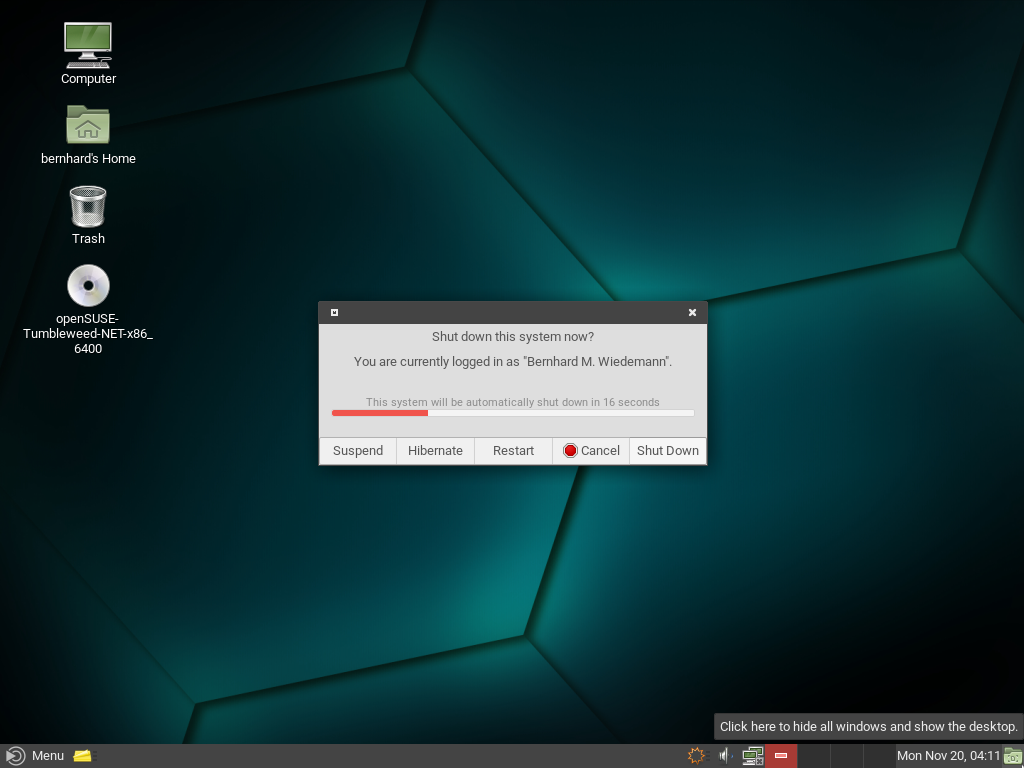 Computer
bernhard's Home
Trash
openSUSE-
Tumbleweed-NET-x86_
6400
Shut down this system now?
You are currently logged in as "Bernhard M. Wiedemann".
This system will be automatically shut down in 16 seconds
Suspend Hibernate Restart Cancel Shut Down
Click here to hide all windows and show the desktop.
Menu Mon Nov 20, 04:11